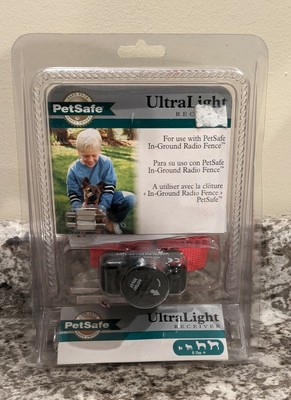 PetSafe
UltraLight
RECEIVER
For use with PetSafe
In-Ground Radio Fence™
Para su uso con PetSafe
In-Ground Radio Fence™
A utiliser avec la clôture
« In-Ground Radio Fence »
PetSafe™
PetSafe
UltraLight
RECEIVER